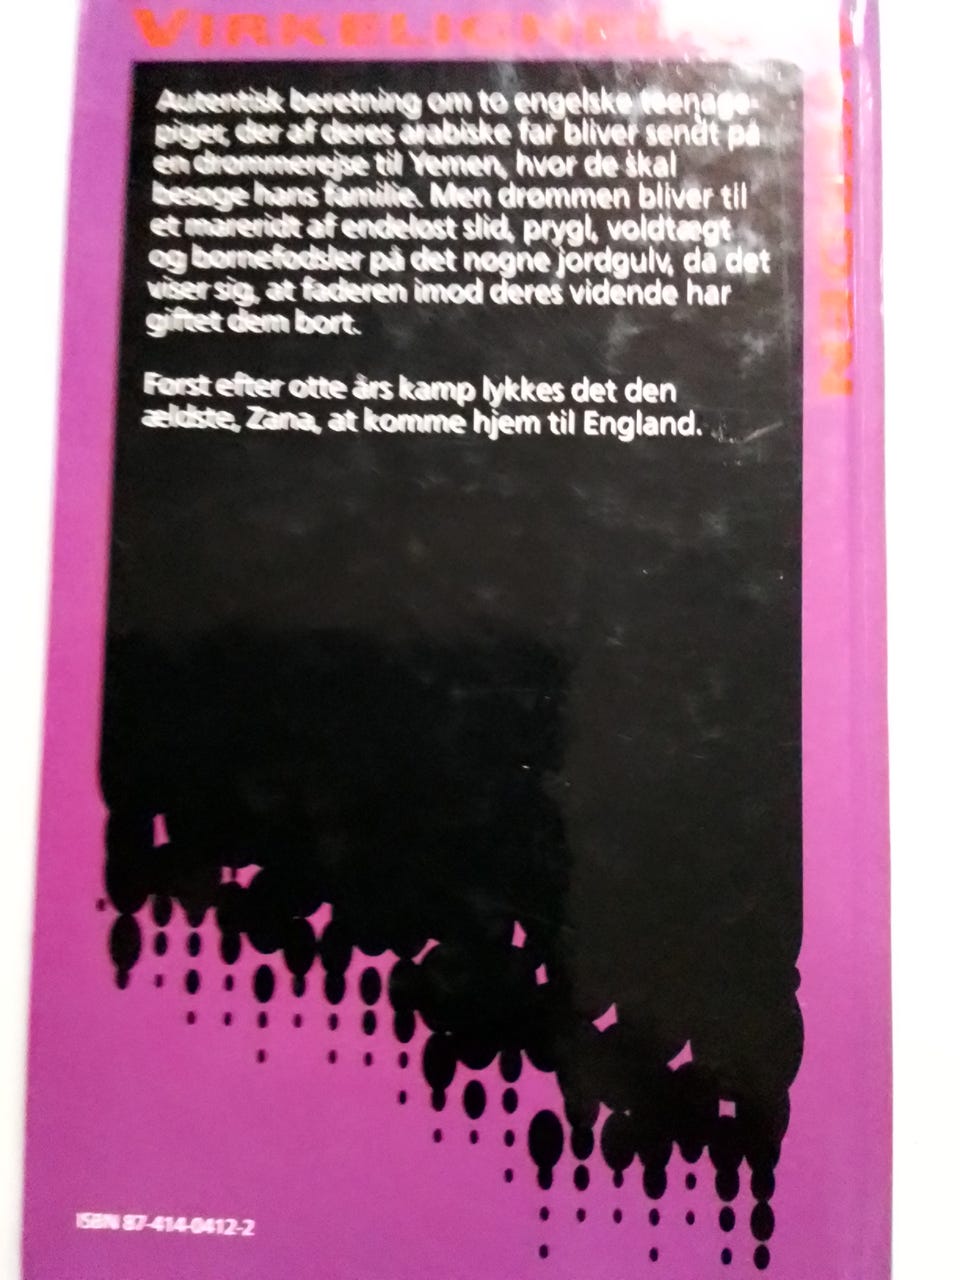 Autentisk beretning om to engelske teenage-
piger, der af deres arabiske far bliver sendt på
en drømmerejse til Yemen, hvor de skal
besøge hans familie. Men drømmen bliver til
et mareridt af endeløst slid, prygl, voldtægt
og børnefødsler på det nøgne jordgulv, da det
viser sig, at faderen imod deres vidende har
giftet dem bort.
Først efter otte års kamp lykkes det den
ældste, Zana, at komme hjem til England.
ISBN 87-414-0412-2